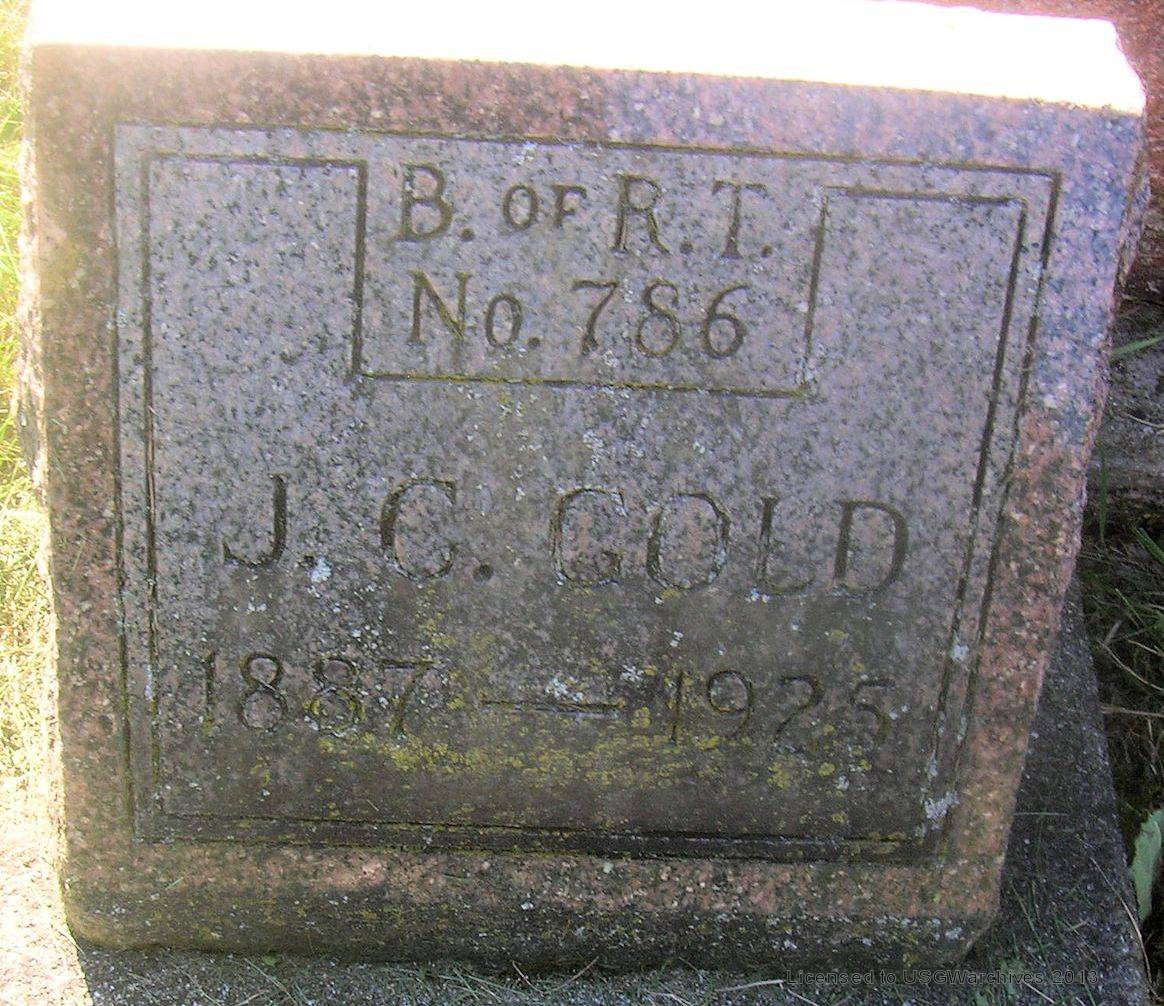 B. OF R.T.
No. 786
J. C. GOLD
1887 — 1925
Licensed to USGWarchives 2013